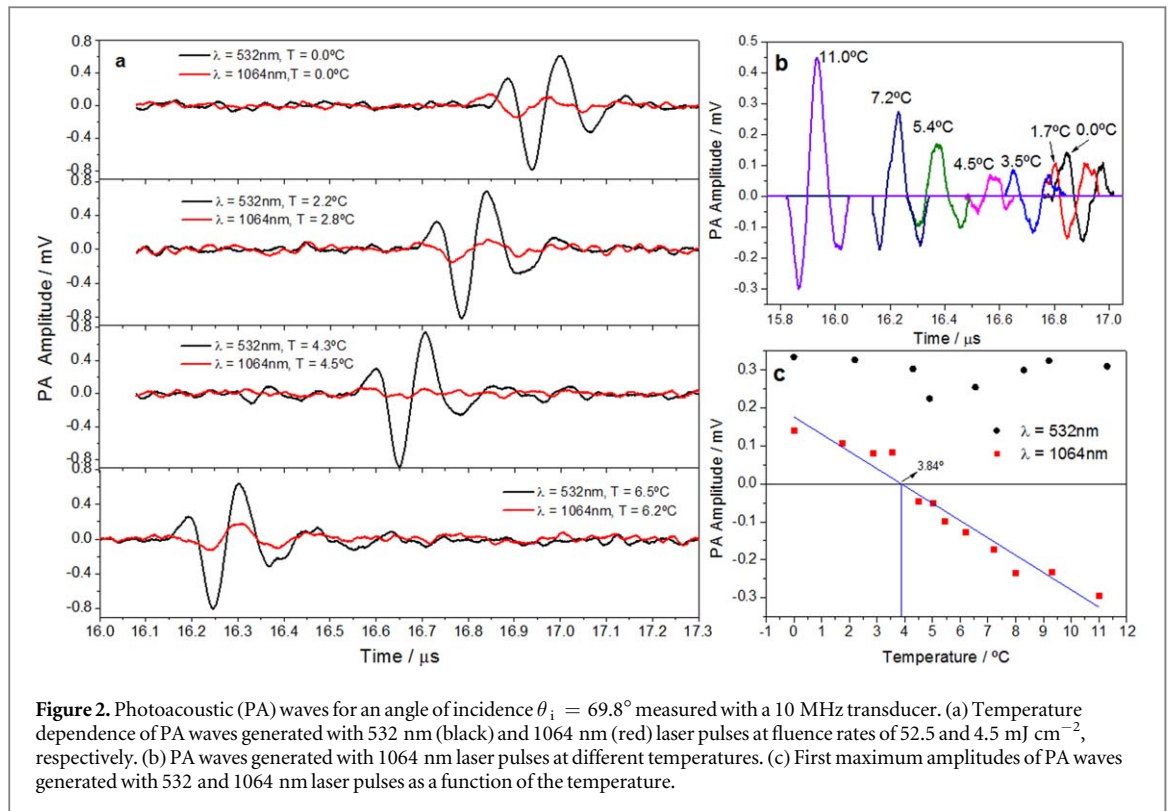 a
λ = 532nm, T = 0.0ºC
λ = 1064nm,T = 0.0ºC
0.8
0.4
0.0
-0.4
-0.8
λ = 532nm, T = 2.2ºC
λ = 1064nm, T = 2.8ºC
0.8
0.4
0.0
-0.4
-0.8
λ = 532nm, T = 4.3ºC
λ = 1064nm, T = 4.5ºC
0.8
0.4
0.0
-0.4
-0.8
λ = 532nm, T = 6.5ºC
λ = 1064nm, T = 6.2ºC
0.4
0.0
-0.4
-0.8
PA Amplitude / mV
16.0 16.1 16.2 16.3 16.4 16.5 16.6 16.7 16.8 16.9 17.0 17.1 17.2 17.3
Time / μs
b
11.0ºC
7.2ºC
5.4ºC
4.5ºC
3.5ºC
1.7ºC
0.0ºC
0.5
0.4
0.3
0.2
0.1
0.0
-0.1
-0.2
-0.3
PA Amplitude / mV
15.8 16.0 16.2 16.4 16.6 16.8 17.0
Time / μs
c
λ = 532nm
λ = 1064nm
3.84º
0.3
0.2
0.1
0.0
-0.1
-0.2
-0.3
PA Amplitude / mV
-1 0 1 2 3 4 5 6 7 8 9 10 11 12
Temperature / ºC
Figure 2. Photoacoustic (PA) waves for an angle of incidence θ i = 69.8° measured with a 10 MHz transducer. (a) Temperature
dependence of PA waves generated with 532 nm (black) and 1064 nm (red) laser pulses at fluence rates of 52.5 and 4.5 mJ cm⁻²,
respectively. (b) PA waves generated with 1064 nm laser pulses at different temperatures. (c) First maximum amplitudes of PA waves
generated with 532 and 1064 nm laser pulses as a function of the temperature.